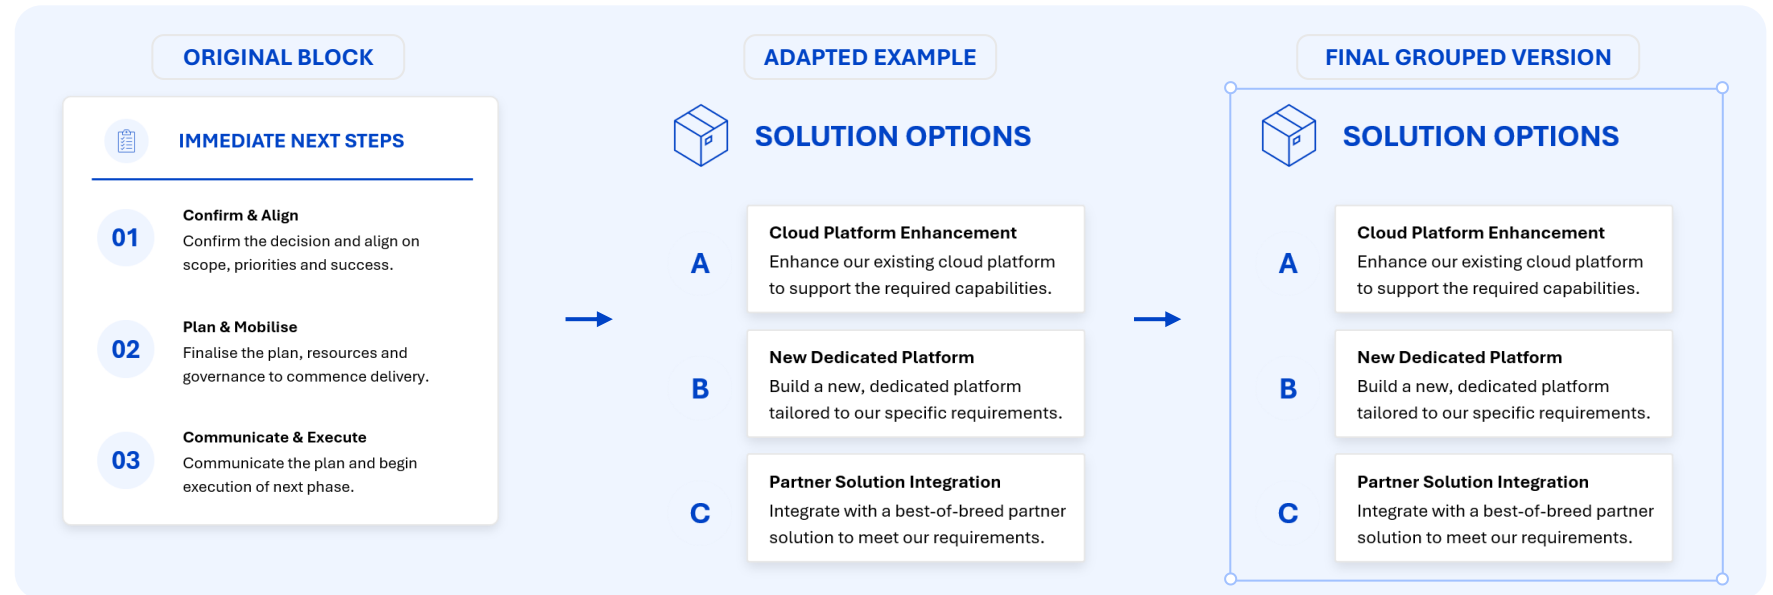 ORIGINAL BLOCK
IMMEDIATE NEXT STEPS
01
Confirm & Align
Confirm the decision and align on
scope, priorities and success.
02
Plan & Mobilise
Finalise the plan, resources and
governance to commence delivery.
03
Communicate & Execute
Communicate the plan and begin
execution of next phase.
ADAPTED EXAMPLE
SOLUTION OPTIONS
A
Cloud Platform Enhancement
Enhance our existing cloud platform
to support the required capabilities.
B
New Dedicated Platform
Build a new, dedicated platform
tailored to our specific requirements.
C
Partner Solution Integration
Integrate with a best-of-breed partner
solution to meet our requirements.
FINAL GROUPED VERSION
SOLUTION OPTIONS
A
Cloud Platform Enhancement
Enhance our existing cloud platform
to support the required capabilities.
B
New Dedicated Platform
Build a new, dedicated platform
tailored to our specific requirements.
C
Partner Solution Integration
Integrate with a best-of-breed partner
solution to meet our requirements.